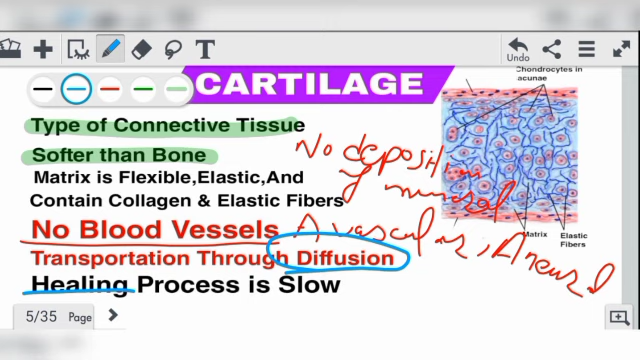 T
Undo
CARTILAGE
Chondrocytes in
acunae
Type of Connective Tissue
Softer than Bone
No deposition
of mineral
Matrix is Flexible,Elastic,And
Contain Collagen & Elastic Fibers
No Blood Vessels
Avascular, Aneural
Matrix
Elastic
Fibers
Transportation Through Diffusion
Healing Process is Slow
5/35 Page